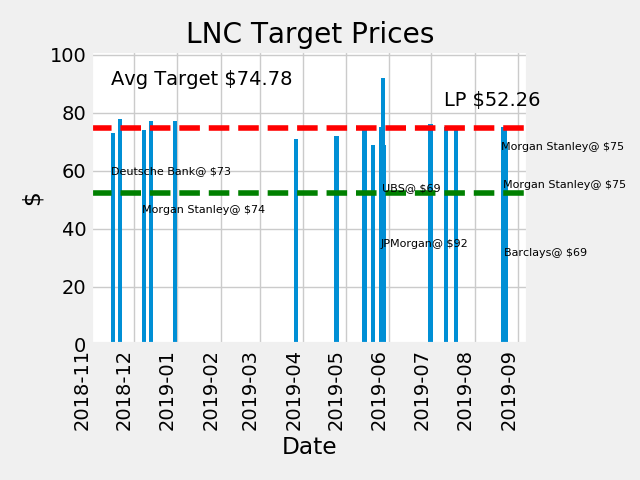 LNC Target Prices
100
Avg Target $74.78
LP $52.26
80
Morgan Stanley@ $75
Deutsche Bank@ $73
60
Morgan Stanley@ $75
UBS@ $69
Morgan Stanley@ $74
40
JPMorgan@ $92
Barclays@ $69
20
0
$
2018-11
2018-12
2019-01
2019-02
2019-03
2019-04
2019-05
2019-06
2019-07
2019-08
2019-09
Date